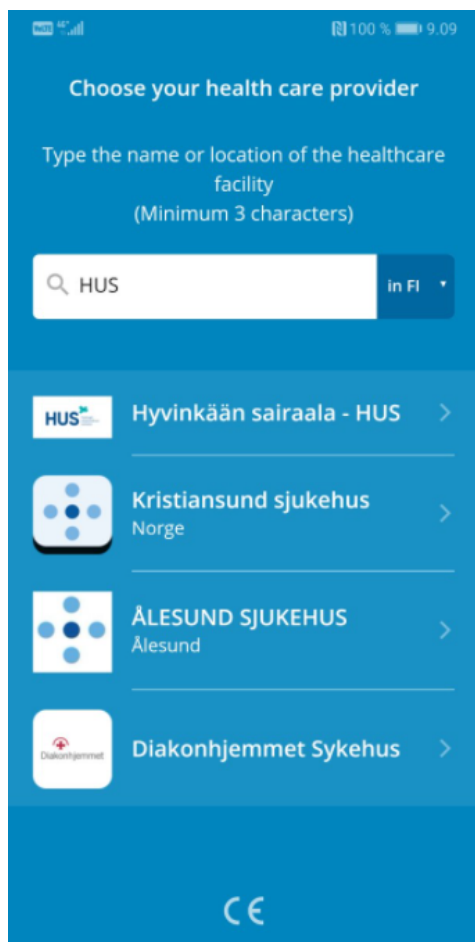 100 % 9.09
Choose your health care provider
Type the name or location of the healthcare
facility
(Minimum 3 characters)
HUS
in FI
HUS
Hyvinkään sairaala - HUS
Kristiansund sjukehus
Norge
ÅLESUND SJUKEHUS
Ålesund
Diakonhjemmet
Diakonhjemmet Sykehus
CE